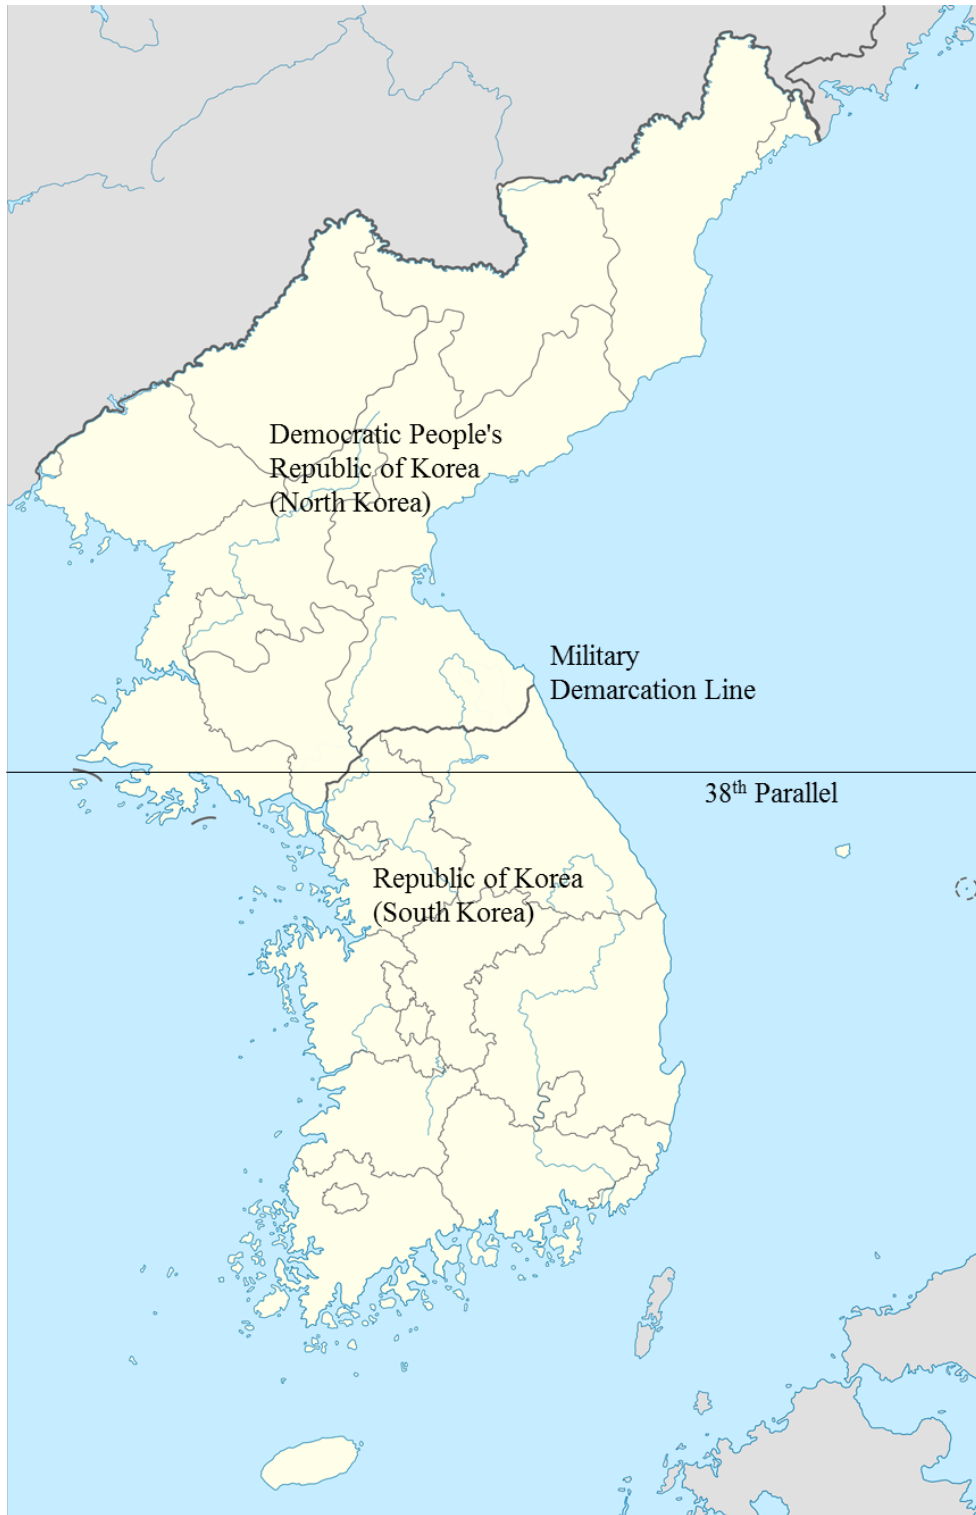 Democratic People's
Republic of Korea
(North Korea)
Military
Demarcation Line
38th Parallel
Republic of Korea
(South Korea)